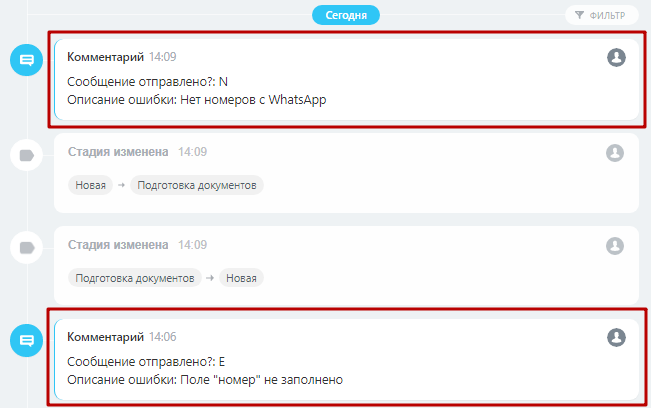 Сегодня
ФИЛЬТР
Комментарий 14:09
Сообщение отправлено?: N
Описание ошибки: Нет номеров с WhatsApp
Стадия изменена 14:09
Новая → Подготовка документов
Стадия изменена 14:09
Подготовка документов → Новая
Комментарий 14:06
Сообщение отправлено?: E
Описание ошибки: Поле "номер" не заполнено